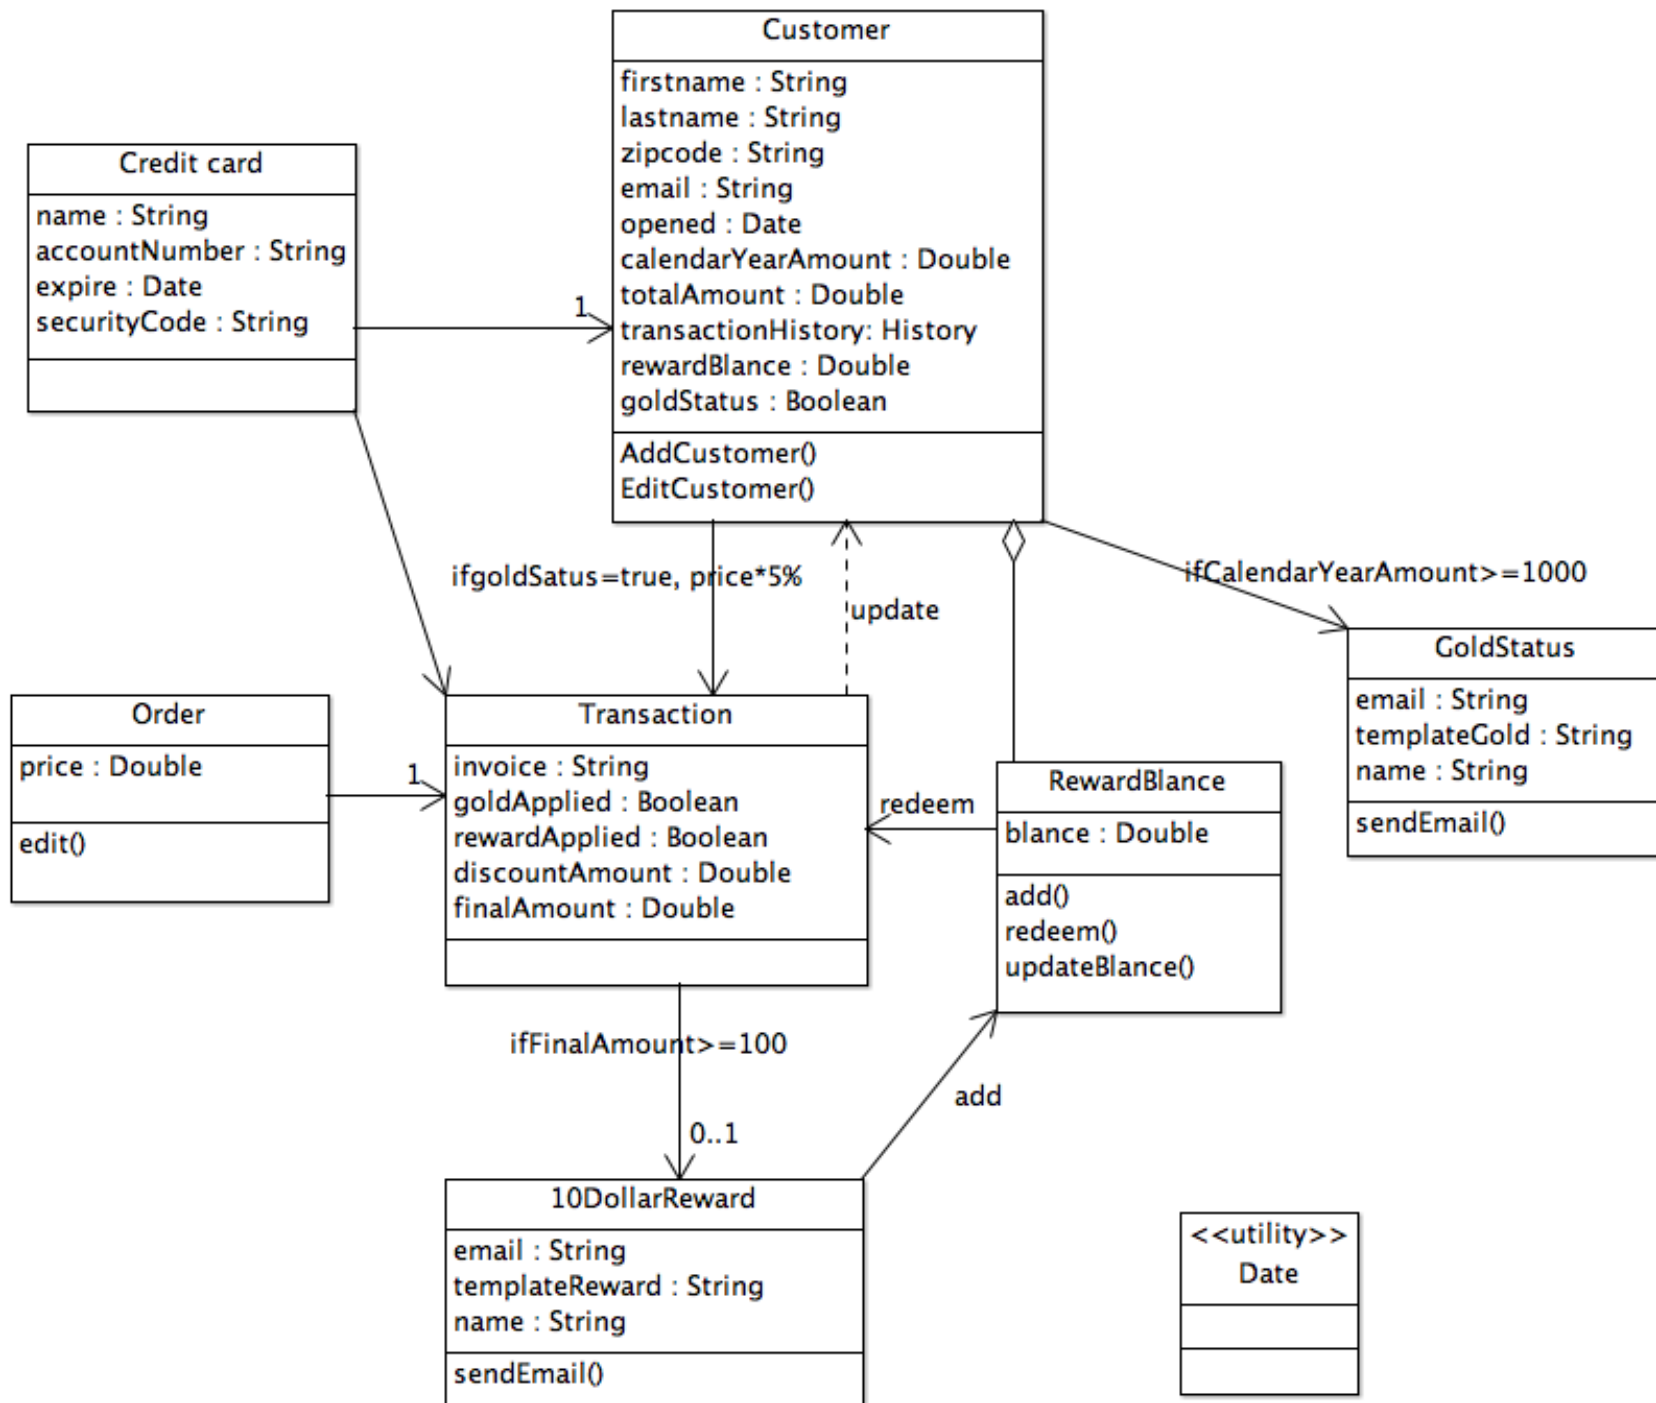 Customer
firstname : String
lastname : String
zipcode : String
email : String
opened : Date
calendarYearAmount : Double
totalAmount : Double
transactionHistory: History
rewardBlance : Double
goldStatus : Boolean
AddCustomer()
EditCustomer()
Credit card
name : String
accountNumber : String
expire : Date
securityCode : String
1
ifgoldSatus=true, price*5%
update
ifCalendarYearAmount>=1000
GoldStatus
email : String
templateGold : String
name : String
sendEmail()
Order
price : Double
edit()
1
Transaction
invoice : String
goldApplied : Boolean
rewardApplied : Boolean
discountAmount : Double
finalAmount : Double
redeem
RewardBlance
blance : Double
add()
redeem()
updateBlance()
ifFinalAmount>=100
0..1
add
10DollarReward
email : String
templateReward : String
name : String
sendEmail()
<<utility>>
Date